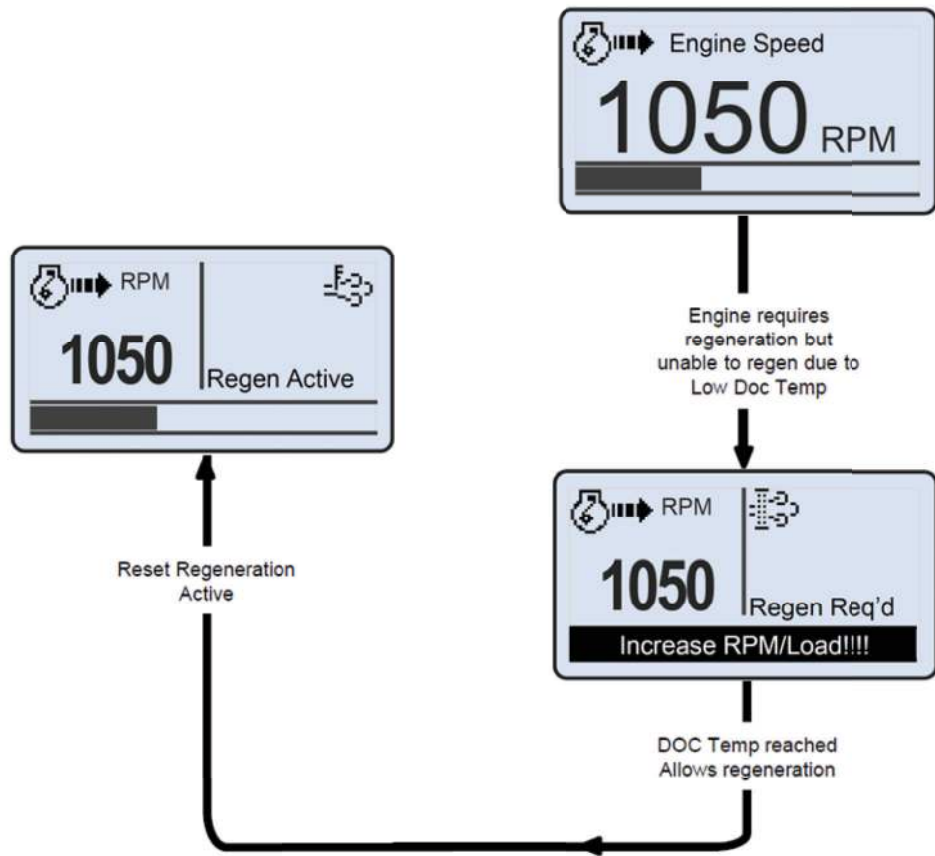 Engine Speed
1050 RPM
Engine requires
regeneration but
unable to regen due to
Low Doc Temp
RPM
1050
Regen Req'd
Increase RPM/Load!!!!
DOC Temp reached
Allows regeneration
Reset Regeneration
Active
RPM
1050
Regen Active